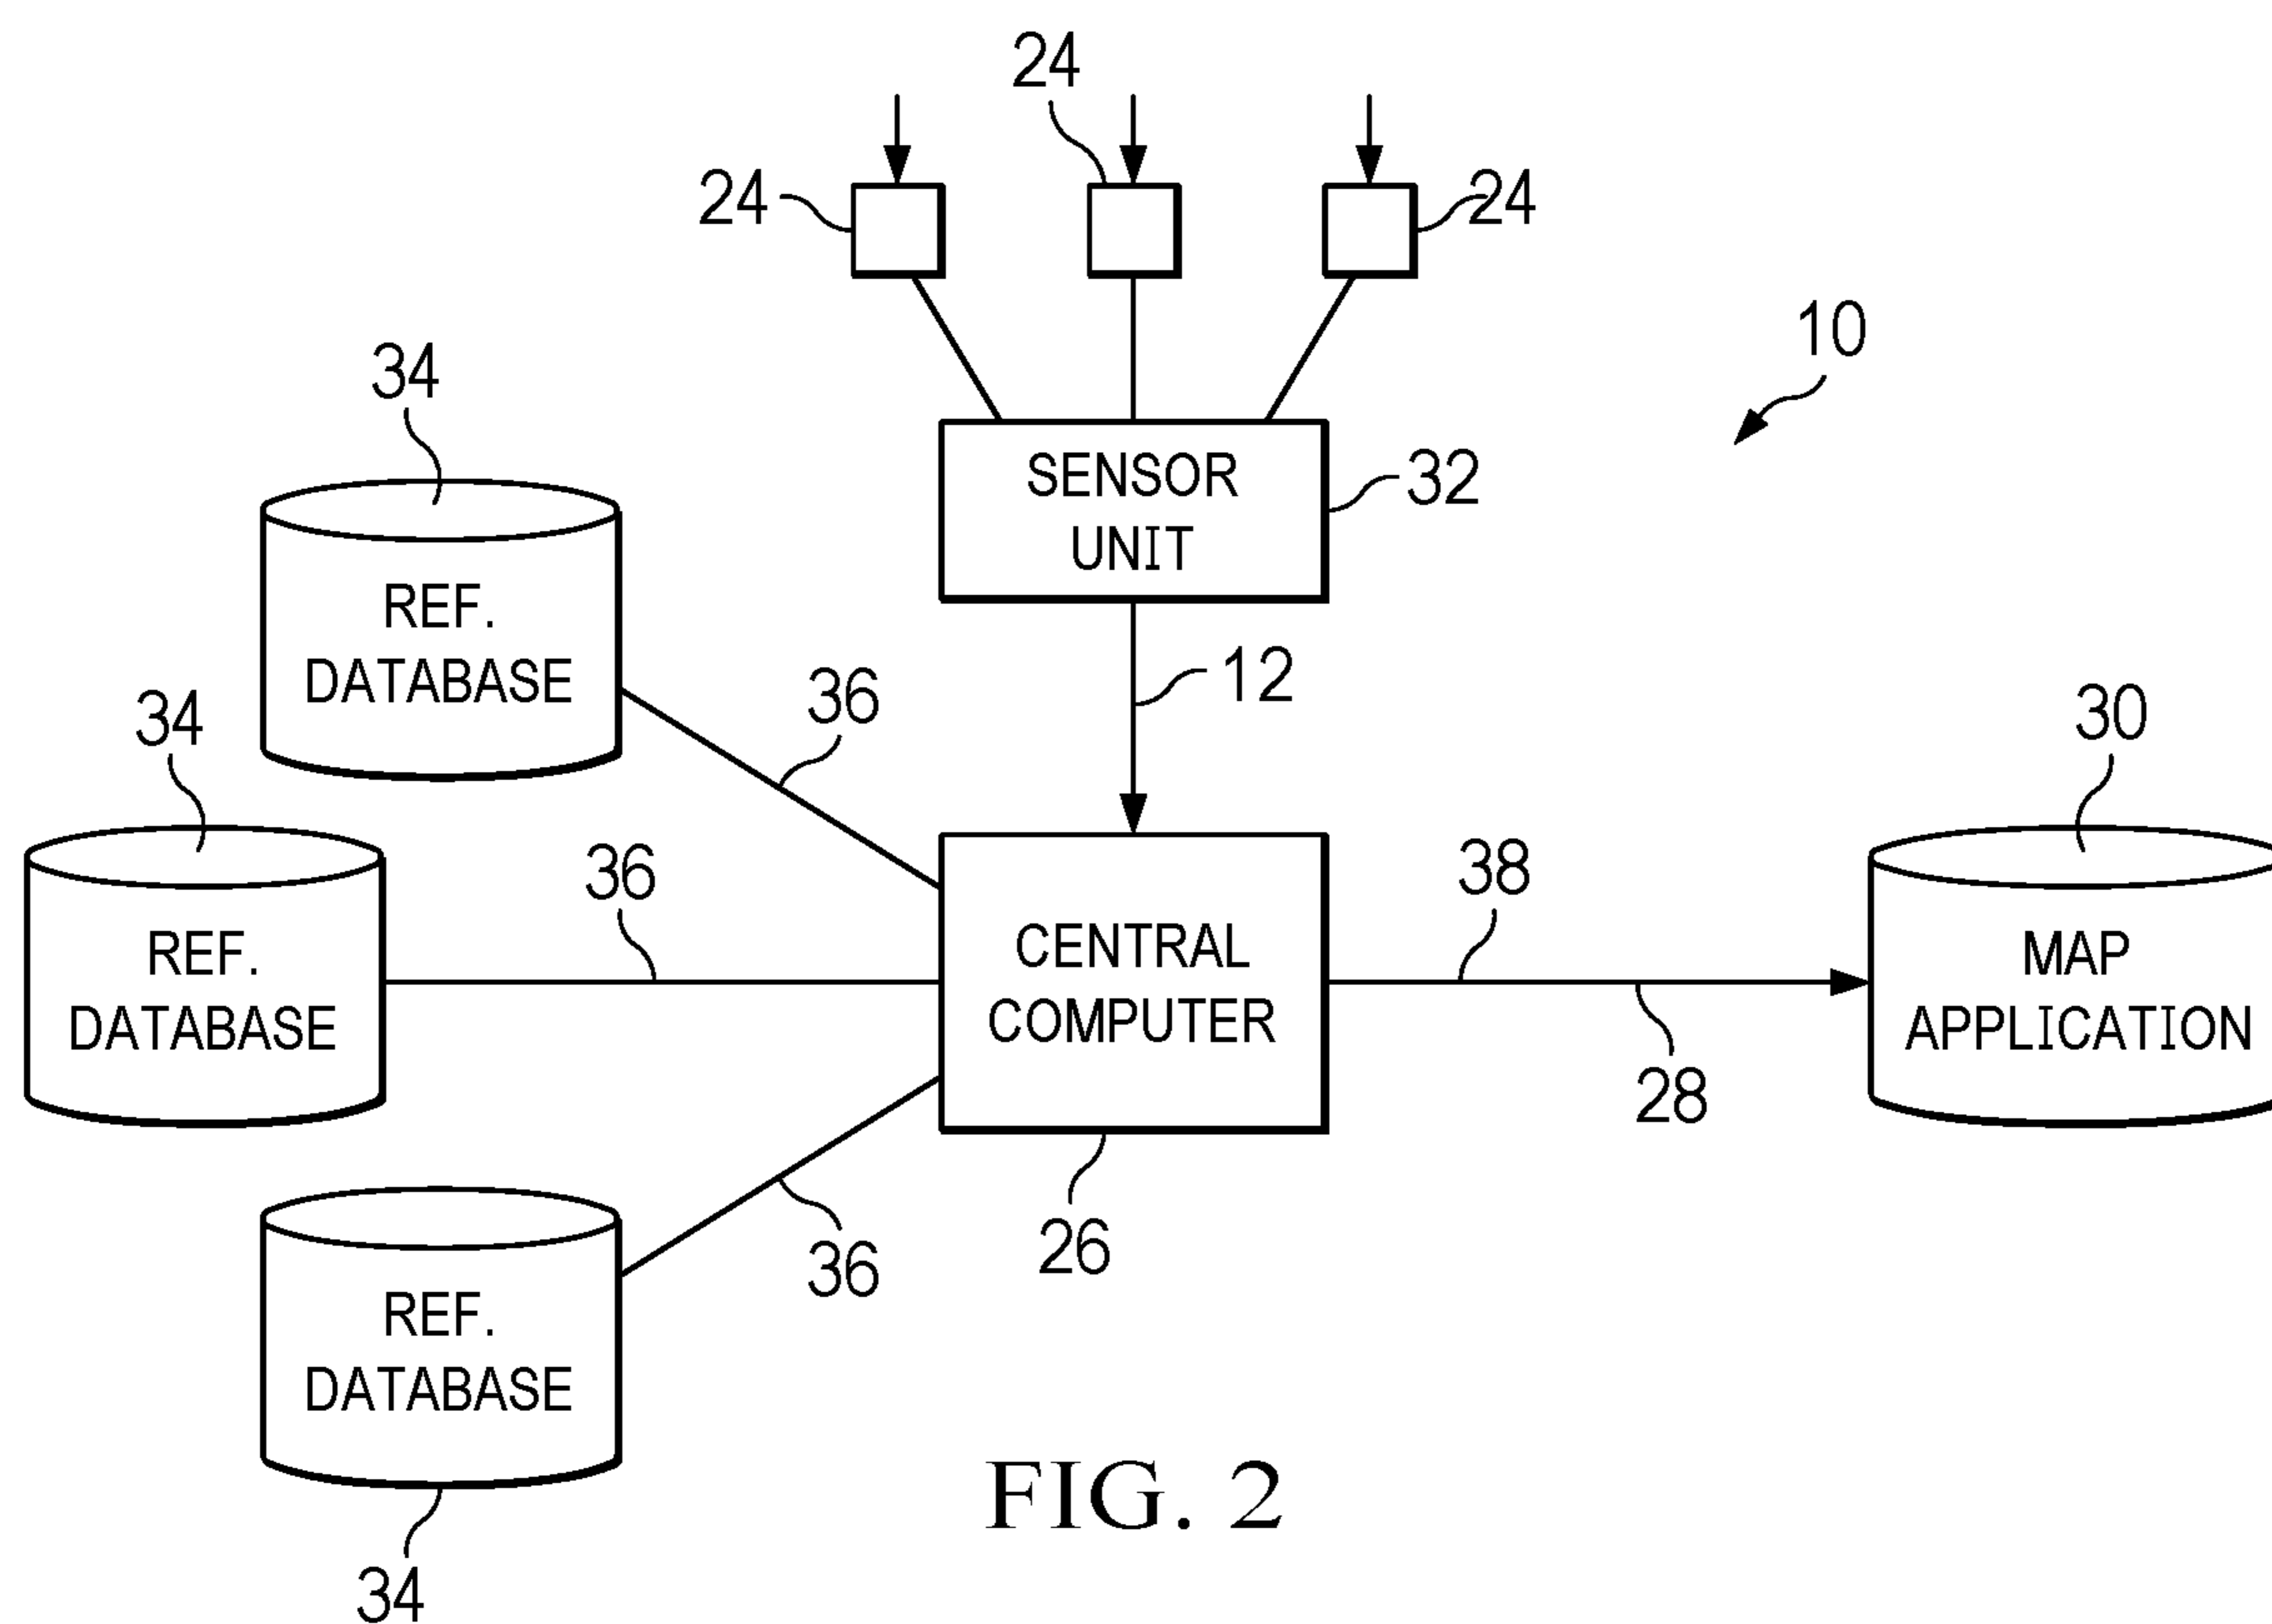 24
24
24
10
34
SENSOR
UNIT
32
REF.
DATABASE
36
12
34
30
REF.
DATABASE
36
CENTRAL
COMPUTER
38
28
MAP
APPLICATION
26
36
REF.
DATABASE
34
FIG. 2